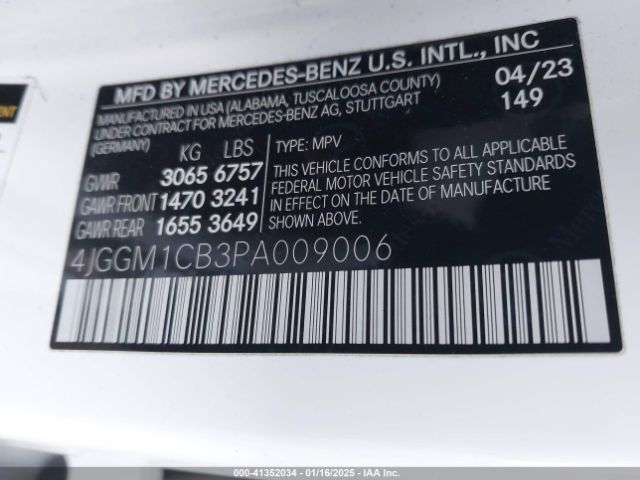 MFD BY MERCEDES-BENZ U.S. INTL., INC
MANUFACTURED IN USA (ALABAMA, TUSCALOOSA COUNTY) 04/23
UNDER CONTRACT FOR MERCEDES-BENZ AG, STUTTGART 149
(GERMANY) KG LBS
GVWR 3065 6757
GAWR FRONT 1470 3241
GAWR REAR 1655 3649
TYPE: MPV
THIS VEHICLE CONFORMS TO ALL APPLICABLE
FEDERAL MOTOR VEHICLE SAFETY STANDARDS
IN EFFECT ON THE DATE OF MANUFACTURE
SHOWN ABOVE.
4JGGM1CB3PA009006
000-41352034 - 01/16/2025 - IAAI.COM